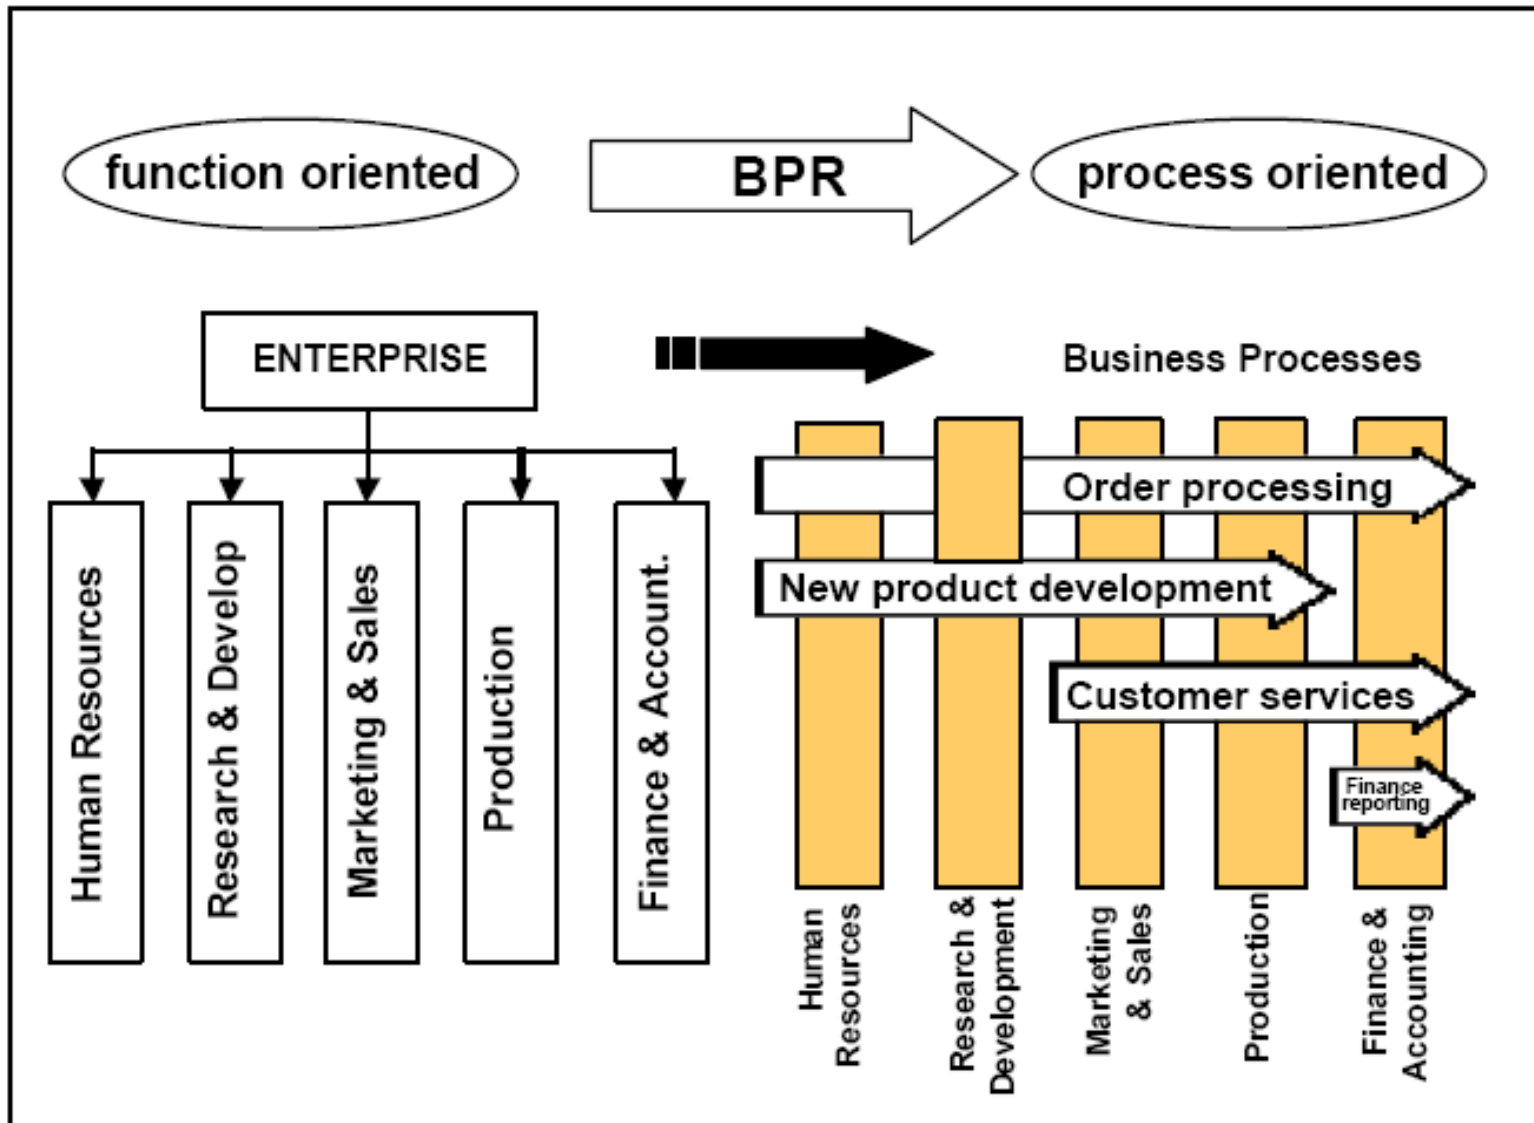 function oriented
BPR
process oriented
ENTERPRISE
Business Processes
Human Resources
Research & Develop
Marketing & Sales
Production
Finance & Account.
Order processing
New product development
Customer services
Finance
reporting
Human
Resources
Research &
Development
Marketing
& Sales
Production
Finance &
Accounting